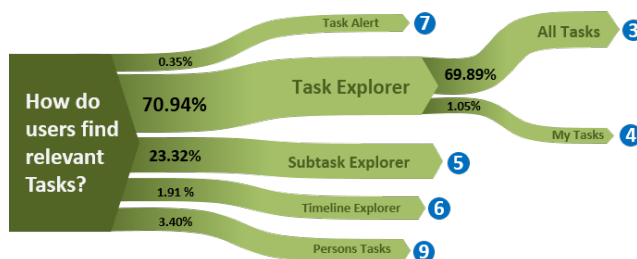 How do
users find
relevant
Tasks?
0.35%
Task Alert
7
70.94%
Task Explorer
69.89%
All Tasks
3
1.05%
My Tasks
4
23.32%
Subtask Explorer
5
1.91 %
Timeline Explorer
6
3.40%
Persons Tasks
9